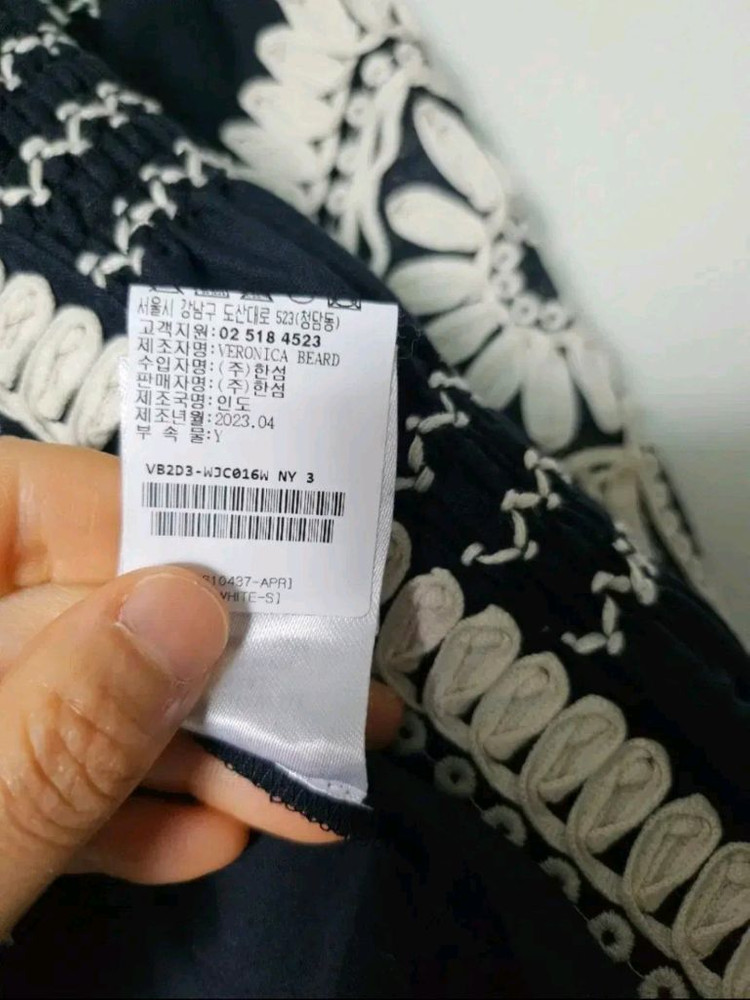 서울시 강남구 도산대로 523(청담동)
고객지원:02 518 4523
제조자명:VERONICA BEARD
수입자명:(주)한섬
판매자명:(주)한섬
제조국명:인도
제조년월:2023.04
부 속 물:Y
VB2D3-WJC016W NY 3
10437-APR]
HITE-S]